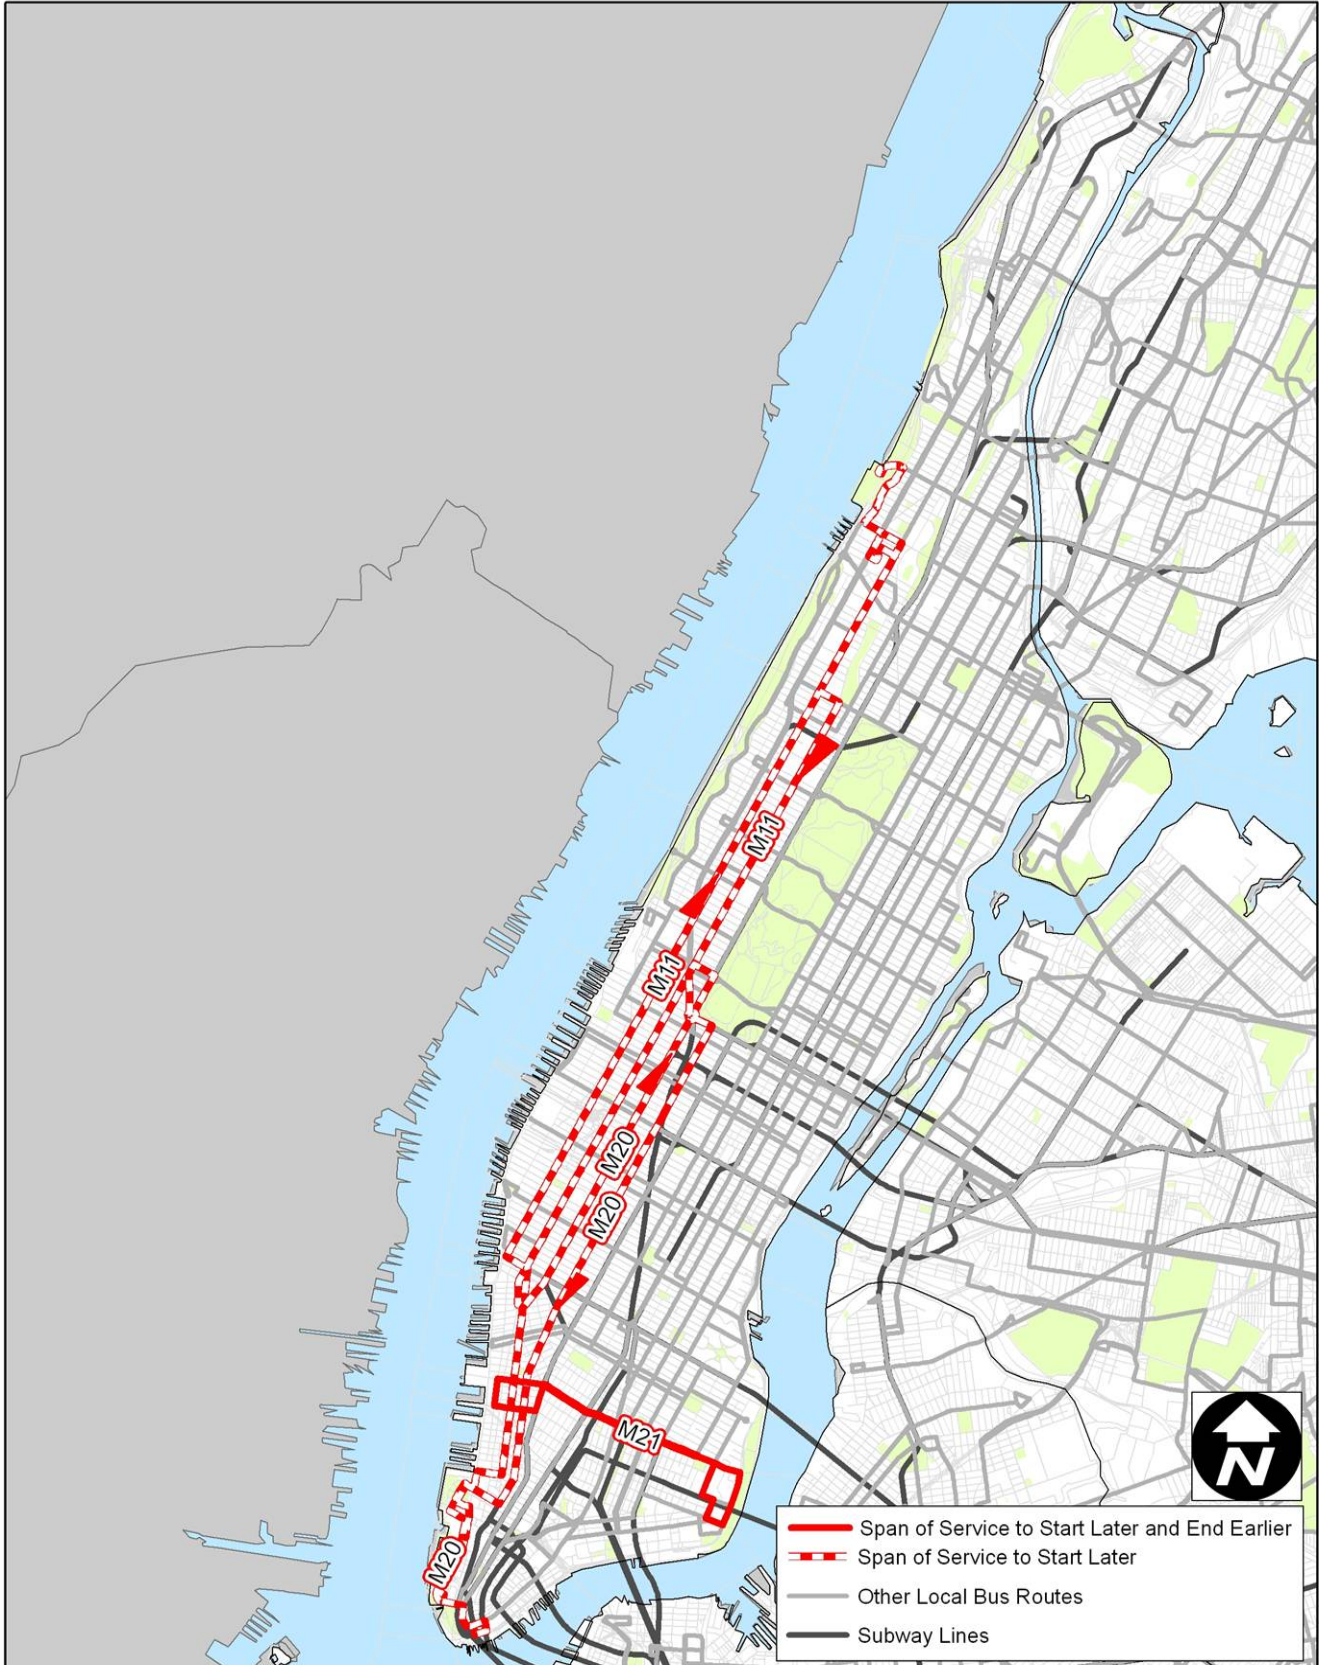 M11
M11
M20
M20
M21
M20
N
Span of Service to Start Later and End Earlier
Span of Service to Start Later
Other Local Bus Routes
Subway Lines